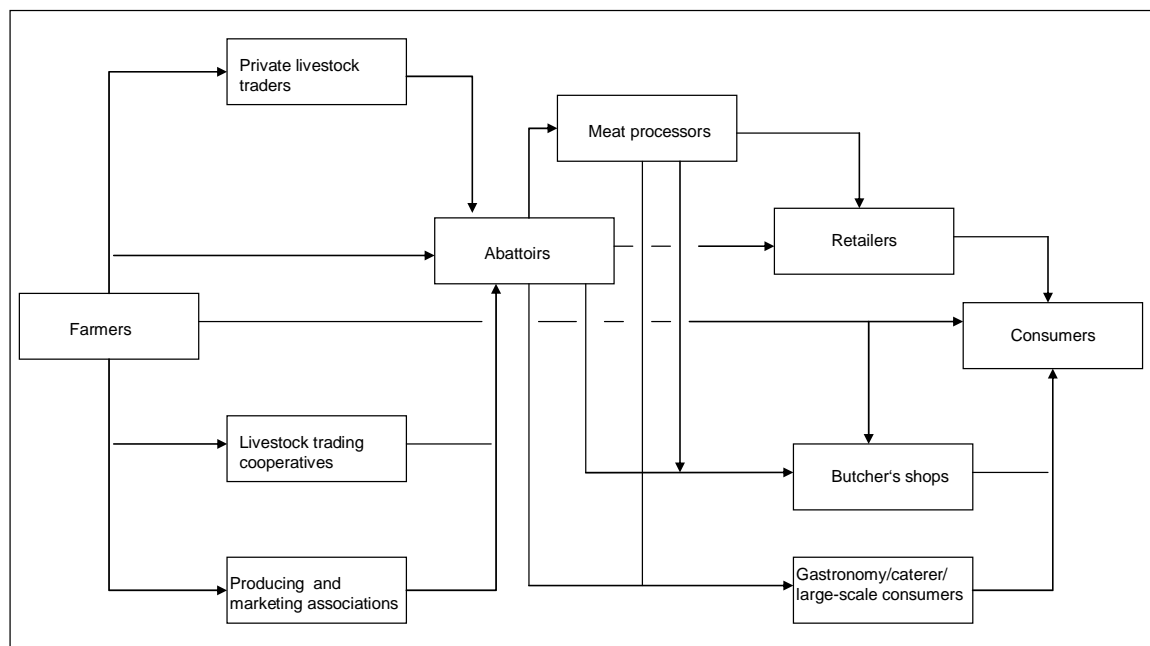 Private livestock
traders
Meat processors
Retailers
Abattoirs
Farmers
Consumers
Livestock trading
cooperatives
Butcher‘s shops
Producing and
marketing associations
Gastronomy/caterer/
large-scale consumers